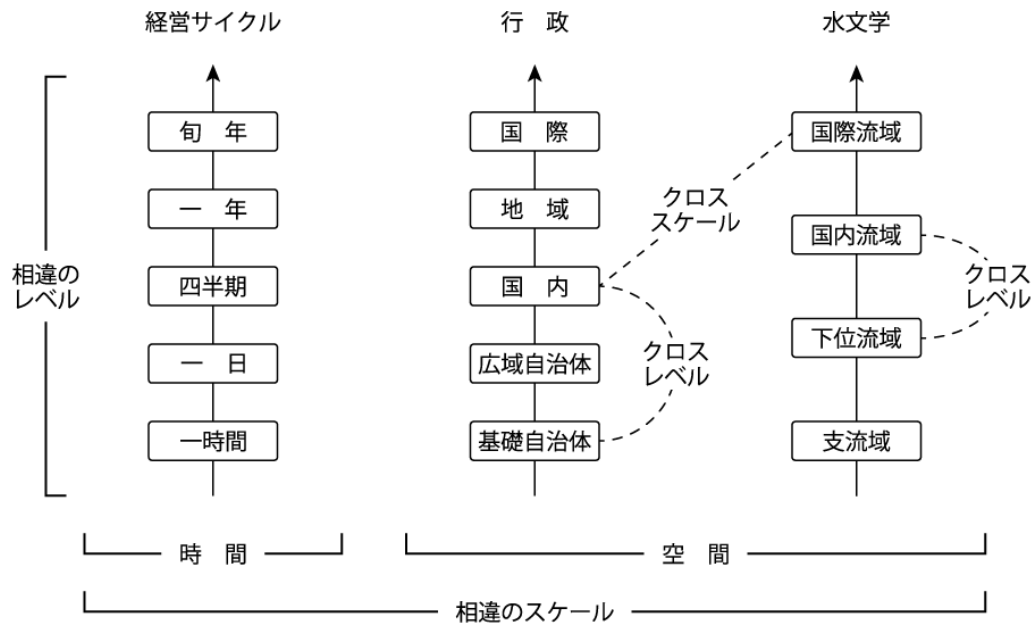 経営サイクル
行　政
水文学
旬　年
一　年
四半期
一　日
一時間
国　際
地　域
国　内
広域自治体
基礎自治体
国際流域
国内流域
下位流域
支流域
クロス
スケール
クロス
レベル
クロス
レベル
相違の
レベル
時　間
空　間
相違のスケール